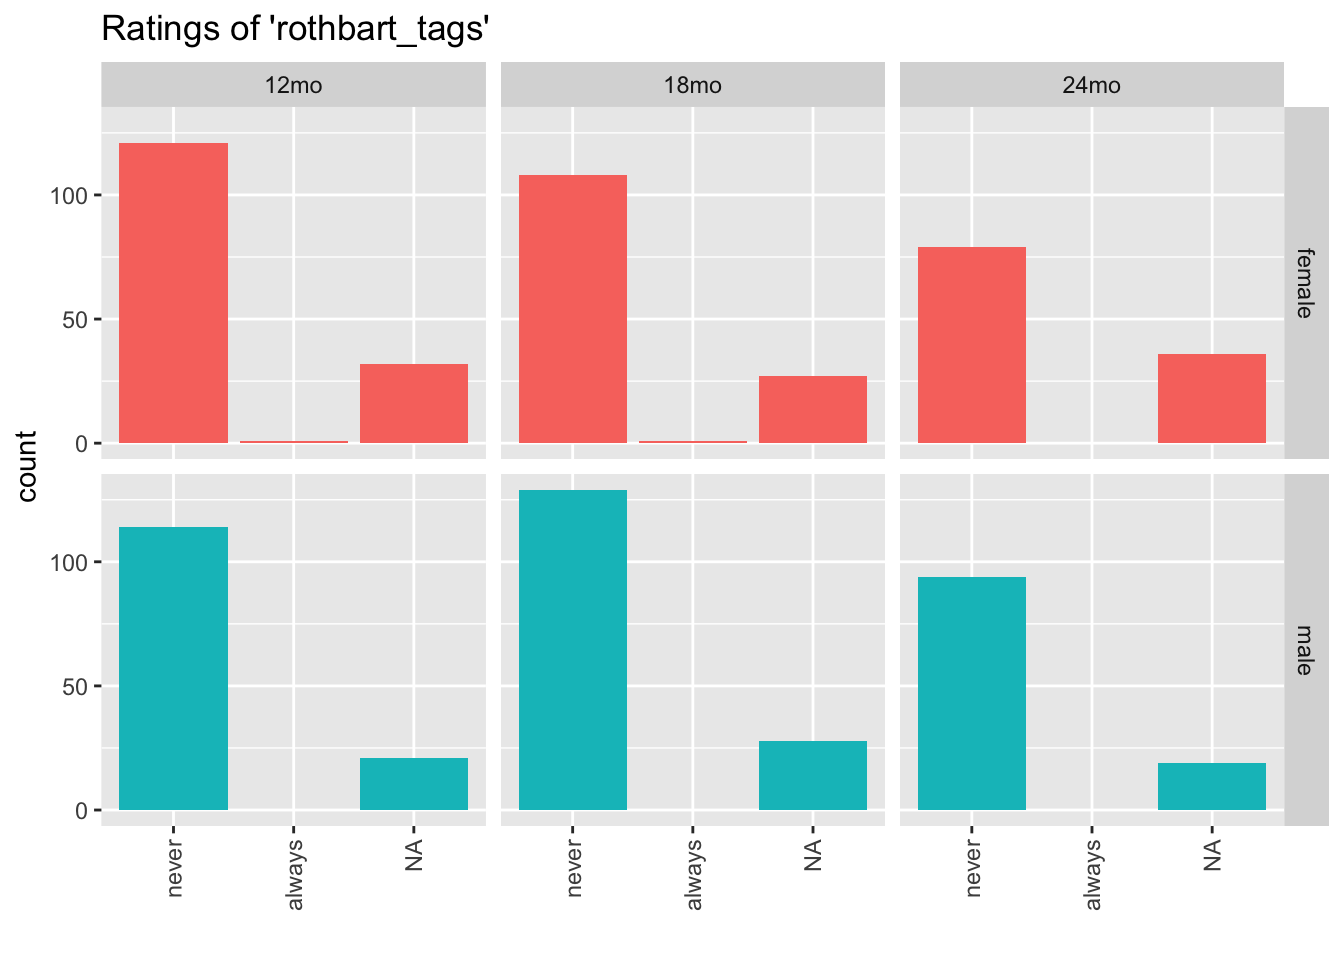 Ratings of 'rothbart_tags'
12mo 18mo 24mo
count
100
50
0
female
100
50
0
male
never always NA never always NA never always NA